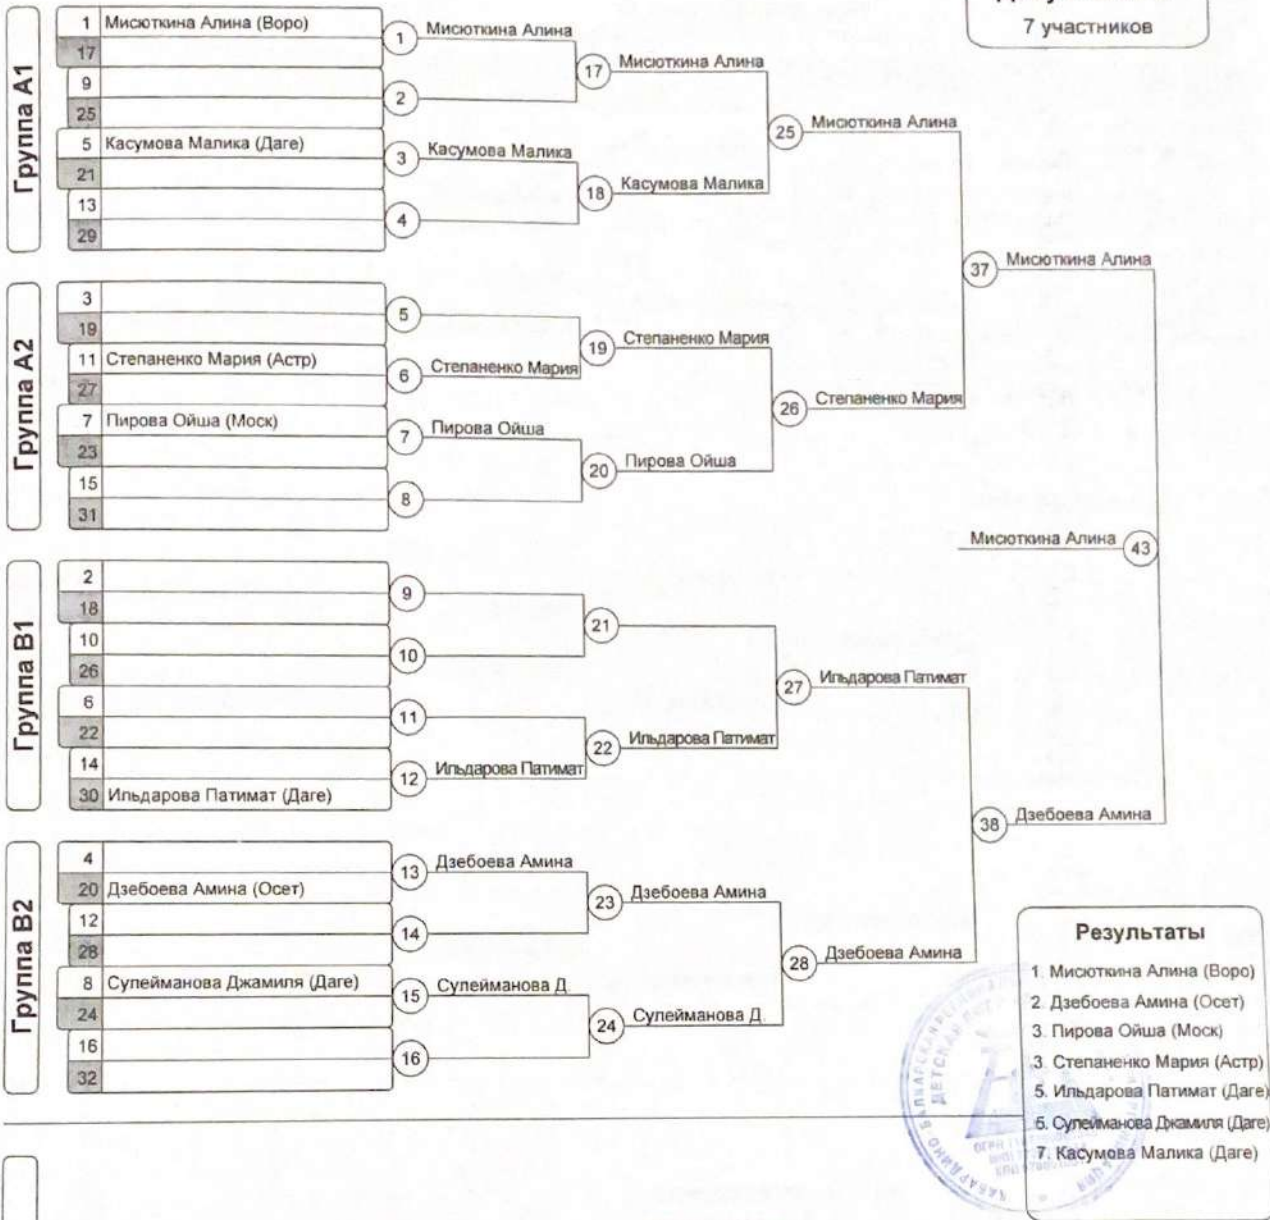 7 участников
Группа А1
1 Мисюткина Алина (Воро)
17
9
25
5 Касумова Малика (Даге)
21
13
29
1 Мисюткина Алина
2
3 Касумова Малика
4
17 Мисюткина Алина
18 Касумова Малика
25 Мисюткина Алина
Группа А2
3
19
11 Степаненко Мария (Астр)
27
7 Пирова Ойша (Моск)
23
15
31
5
6 Степаненко Мария
7 Пирова Ойша
8
19 Степаненко Мария
20 Пирова Ойша
26 Степаненко Мария
37 Мисюткина Алина
Мисюткина Алина 43
Группа В1
2
18
10
26
6
22
14
30 Ильдарова Патимат (Даге)
9
10
11
12 Ильдарова Патимат
21
22 Ильдарова Патимат
27 Ильдарова Патимат
Группа В2
4
20 Дзебоева Амина (Осет)
12
28
8 Сулейманова Джамиля (Даге)
24
16
32
13 Дзебоева Амина
14
15 Сулейманова Д.
16
23 Дзебоева Амина
24 Сулейманова Д.
28 Дзебоева Амина
38 Дзебоева Амина
Результаты
1. Мисюткина Алина (Воро)
2. Дзебоева Амина (Осет)
3. Пирова Ойша (Моск)
3. Степаненко Мария (Астр)
5. Ильдарова Патимат (Даге)
6. Сулейманова Джамиля (Даге)
7. Касумова Малика (Даге)